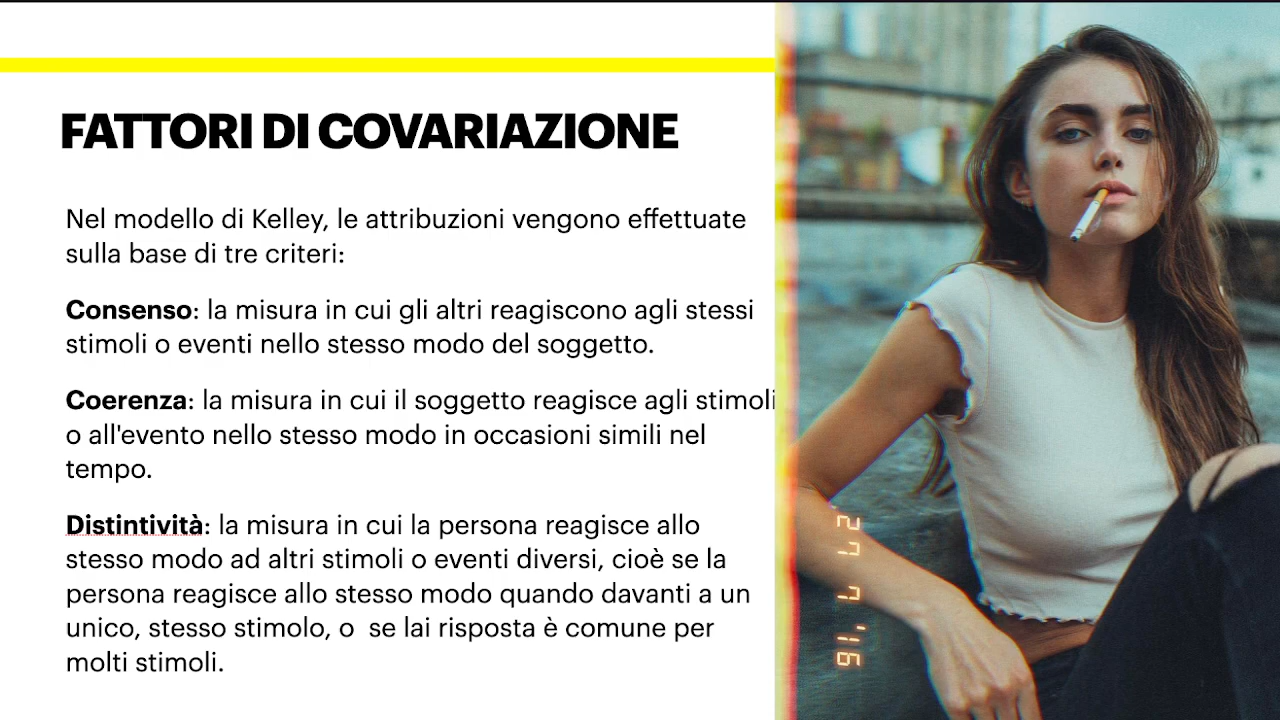 FATTORI DI COVARIAZIONE
Nel modello di Kelley, le attribuzioni vengono effettuate
sulla base di tre criteri:
Consenso: la misura in cui gli altri reagiscono agli stessi
stimoli o eventi nello stesso modo del soggetto.
Coerenza: la misura in cui il soggetto reagisce agli stimoli
o all'evento nello stesso modo in occasioni simili nel
tempo.
Distintività: la misura in cui la persona reagisce allo
stesso modo ad altri stimoli o eventi diversi, cioè se la
persona reagisce allo stesso modo quando davanti a un
unico, stesso stimolo, o  se lai risposta è comune per
molti stimoli.